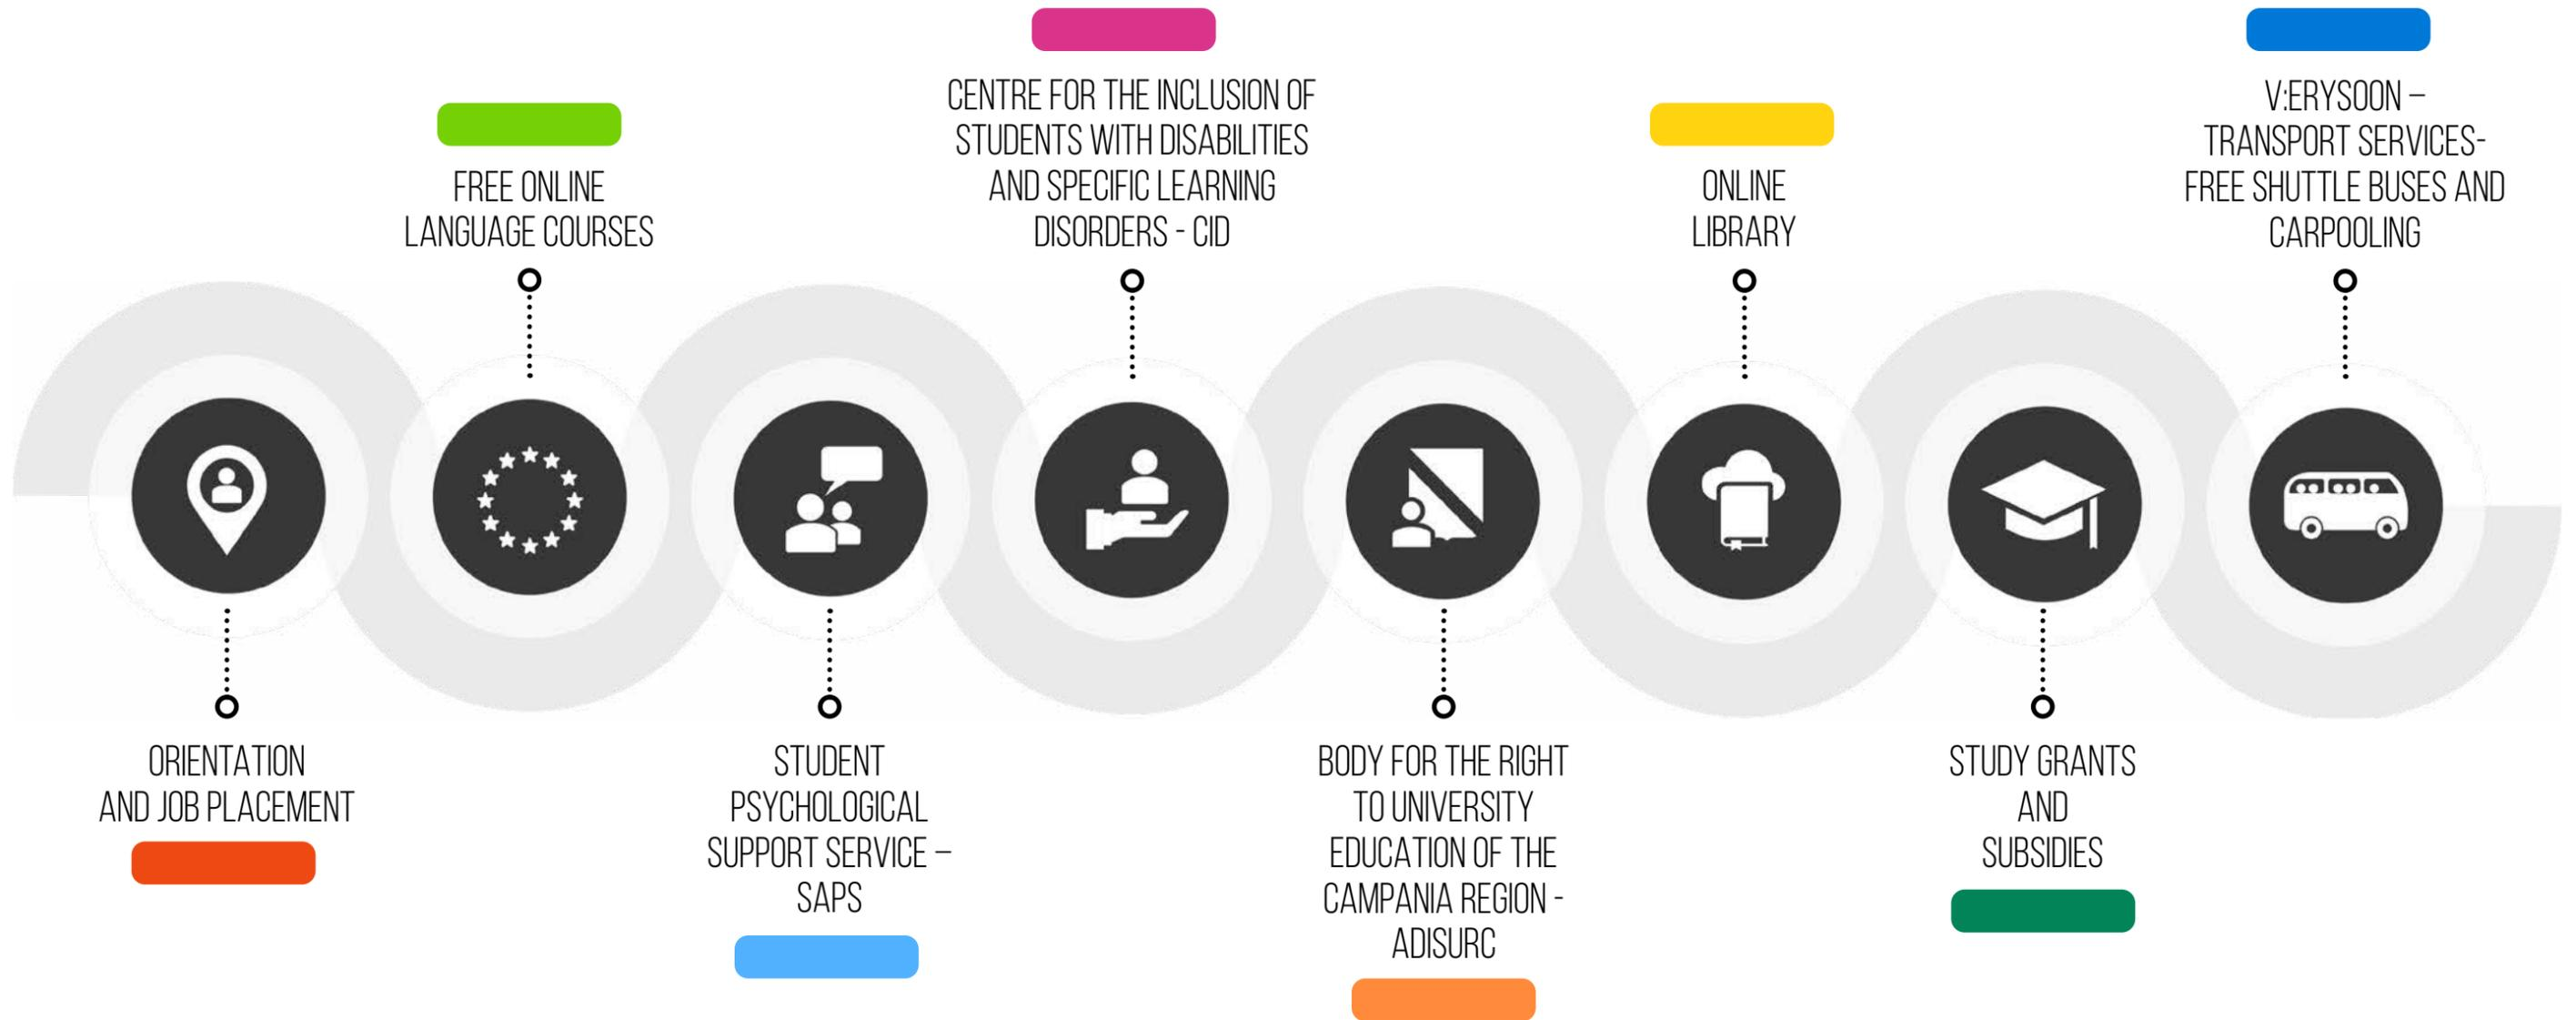 ORIENTATION
AND JOB PLACEMENT
FREE ONLINE
LANGUAGE COURSES
STUDENT
PSYCHOLOGICAL
SUPPORT SERVICE –
SAPS
CENTRE FOR THE INCLUSION OF
STUDENTS WITH DISABILITIES
AND SPECIFIC LEARNING
DISORDERS - CID
BODY FOR THE RIGHT
TO UNIVERSITY
EDUCATION OF THE
CAMPANIA REGION -
ADISURC
ONLINE
LIBRARY
STUDY GRANTS
AND
SUBSIDIES
V:ERYSOON –
TRANSPORT SERVICES-
FREE SHUTTLE BUSES AND
CARPOOLING